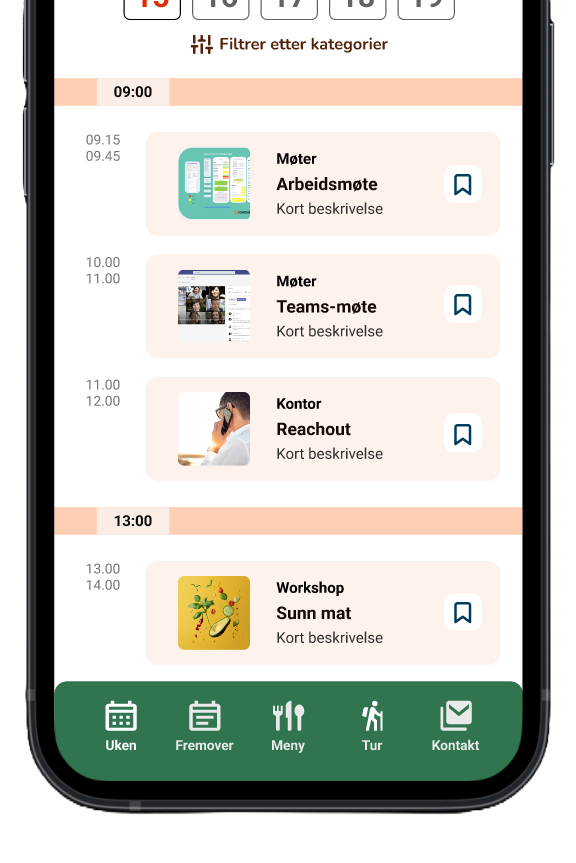 15 16 17 18 19
Filtrer etter kategorier
09:00
09.15
09.45
Møter
Arbeidsmøte
Kort beskrivelse
10.00
11.00
Møter
Teams-møte
Kort beskrivelse
11.00
12.00
Kontor
Reachout
Kort beskrivelse
13:00
13.00
14.00
Workshop
Sunn mat
Kort beskrivelse
Uken
Fremover
Meny
Tur
Kontakt